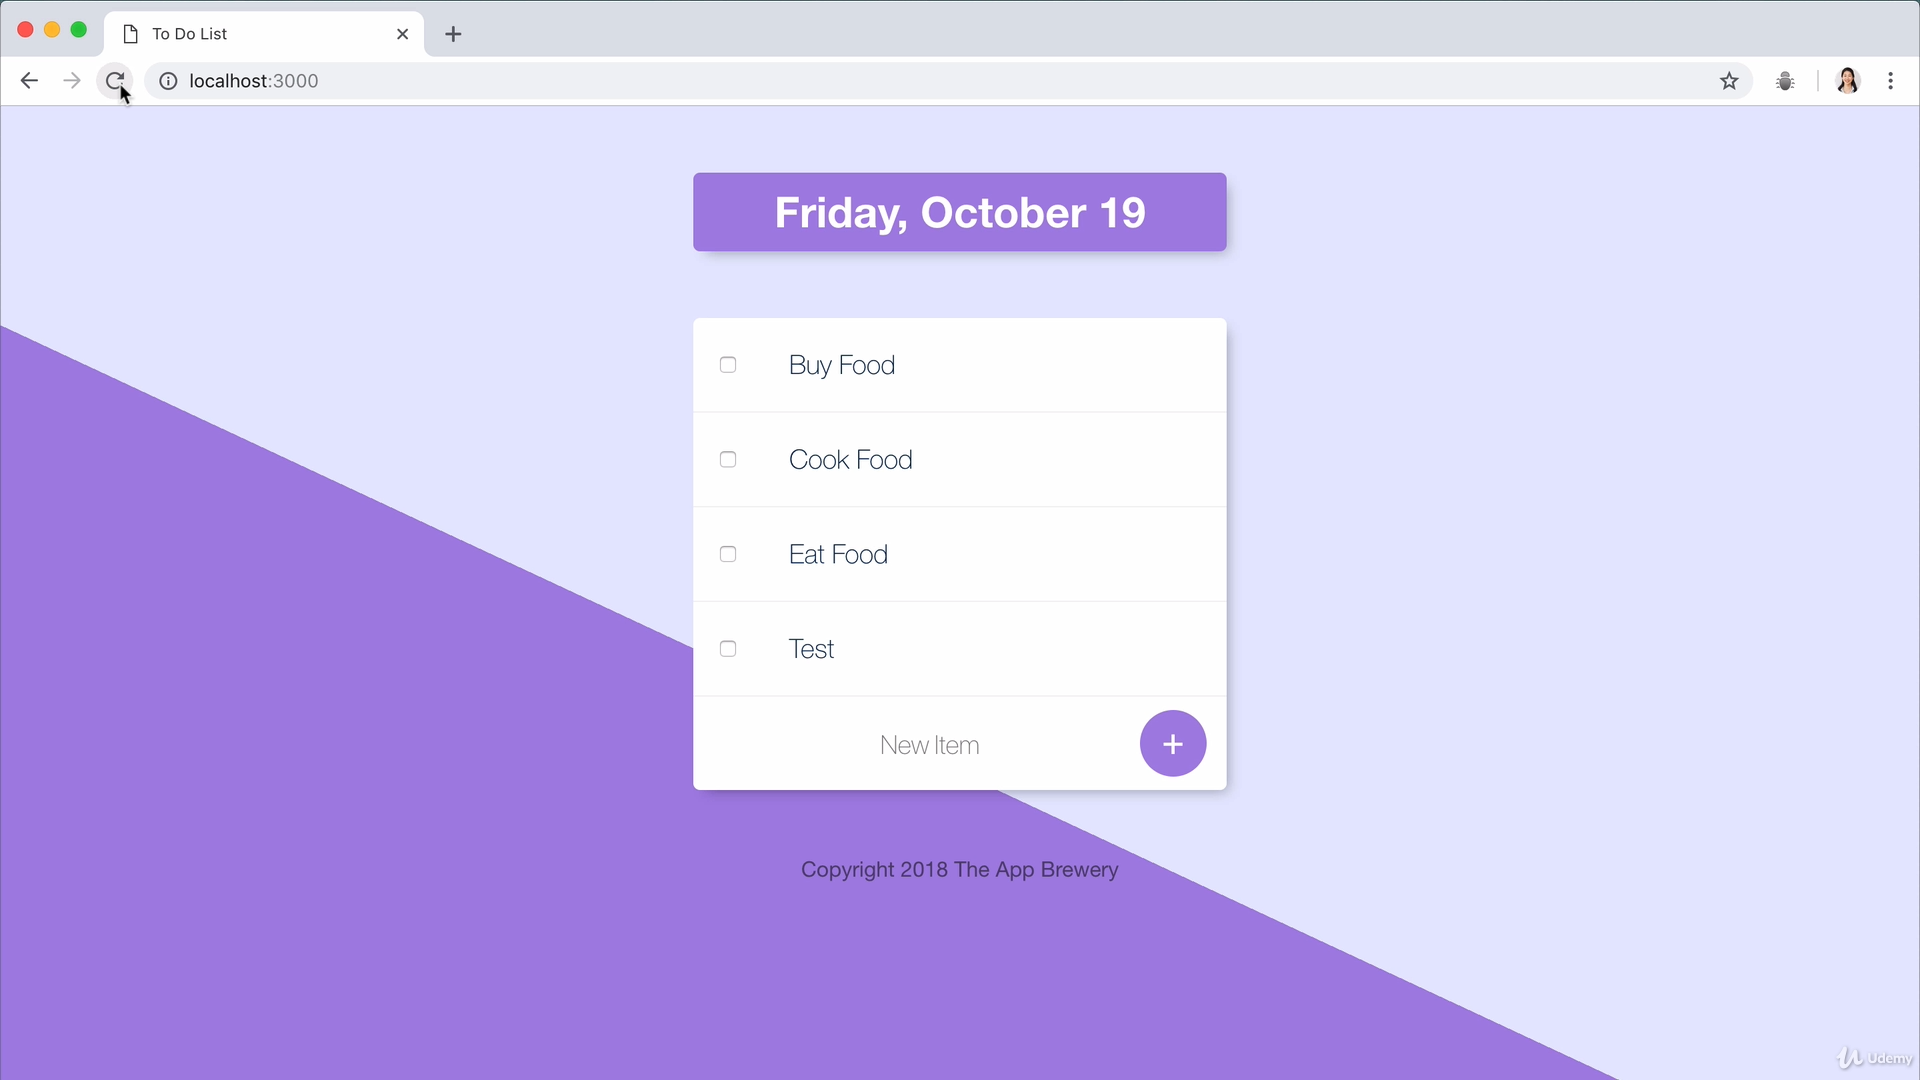 To Do List
localhost:3000
Friday, October 19
Buy Food
Cook Food
Eat Food
Test
New Item
Copyright 2018 The App Brewery
Udemy